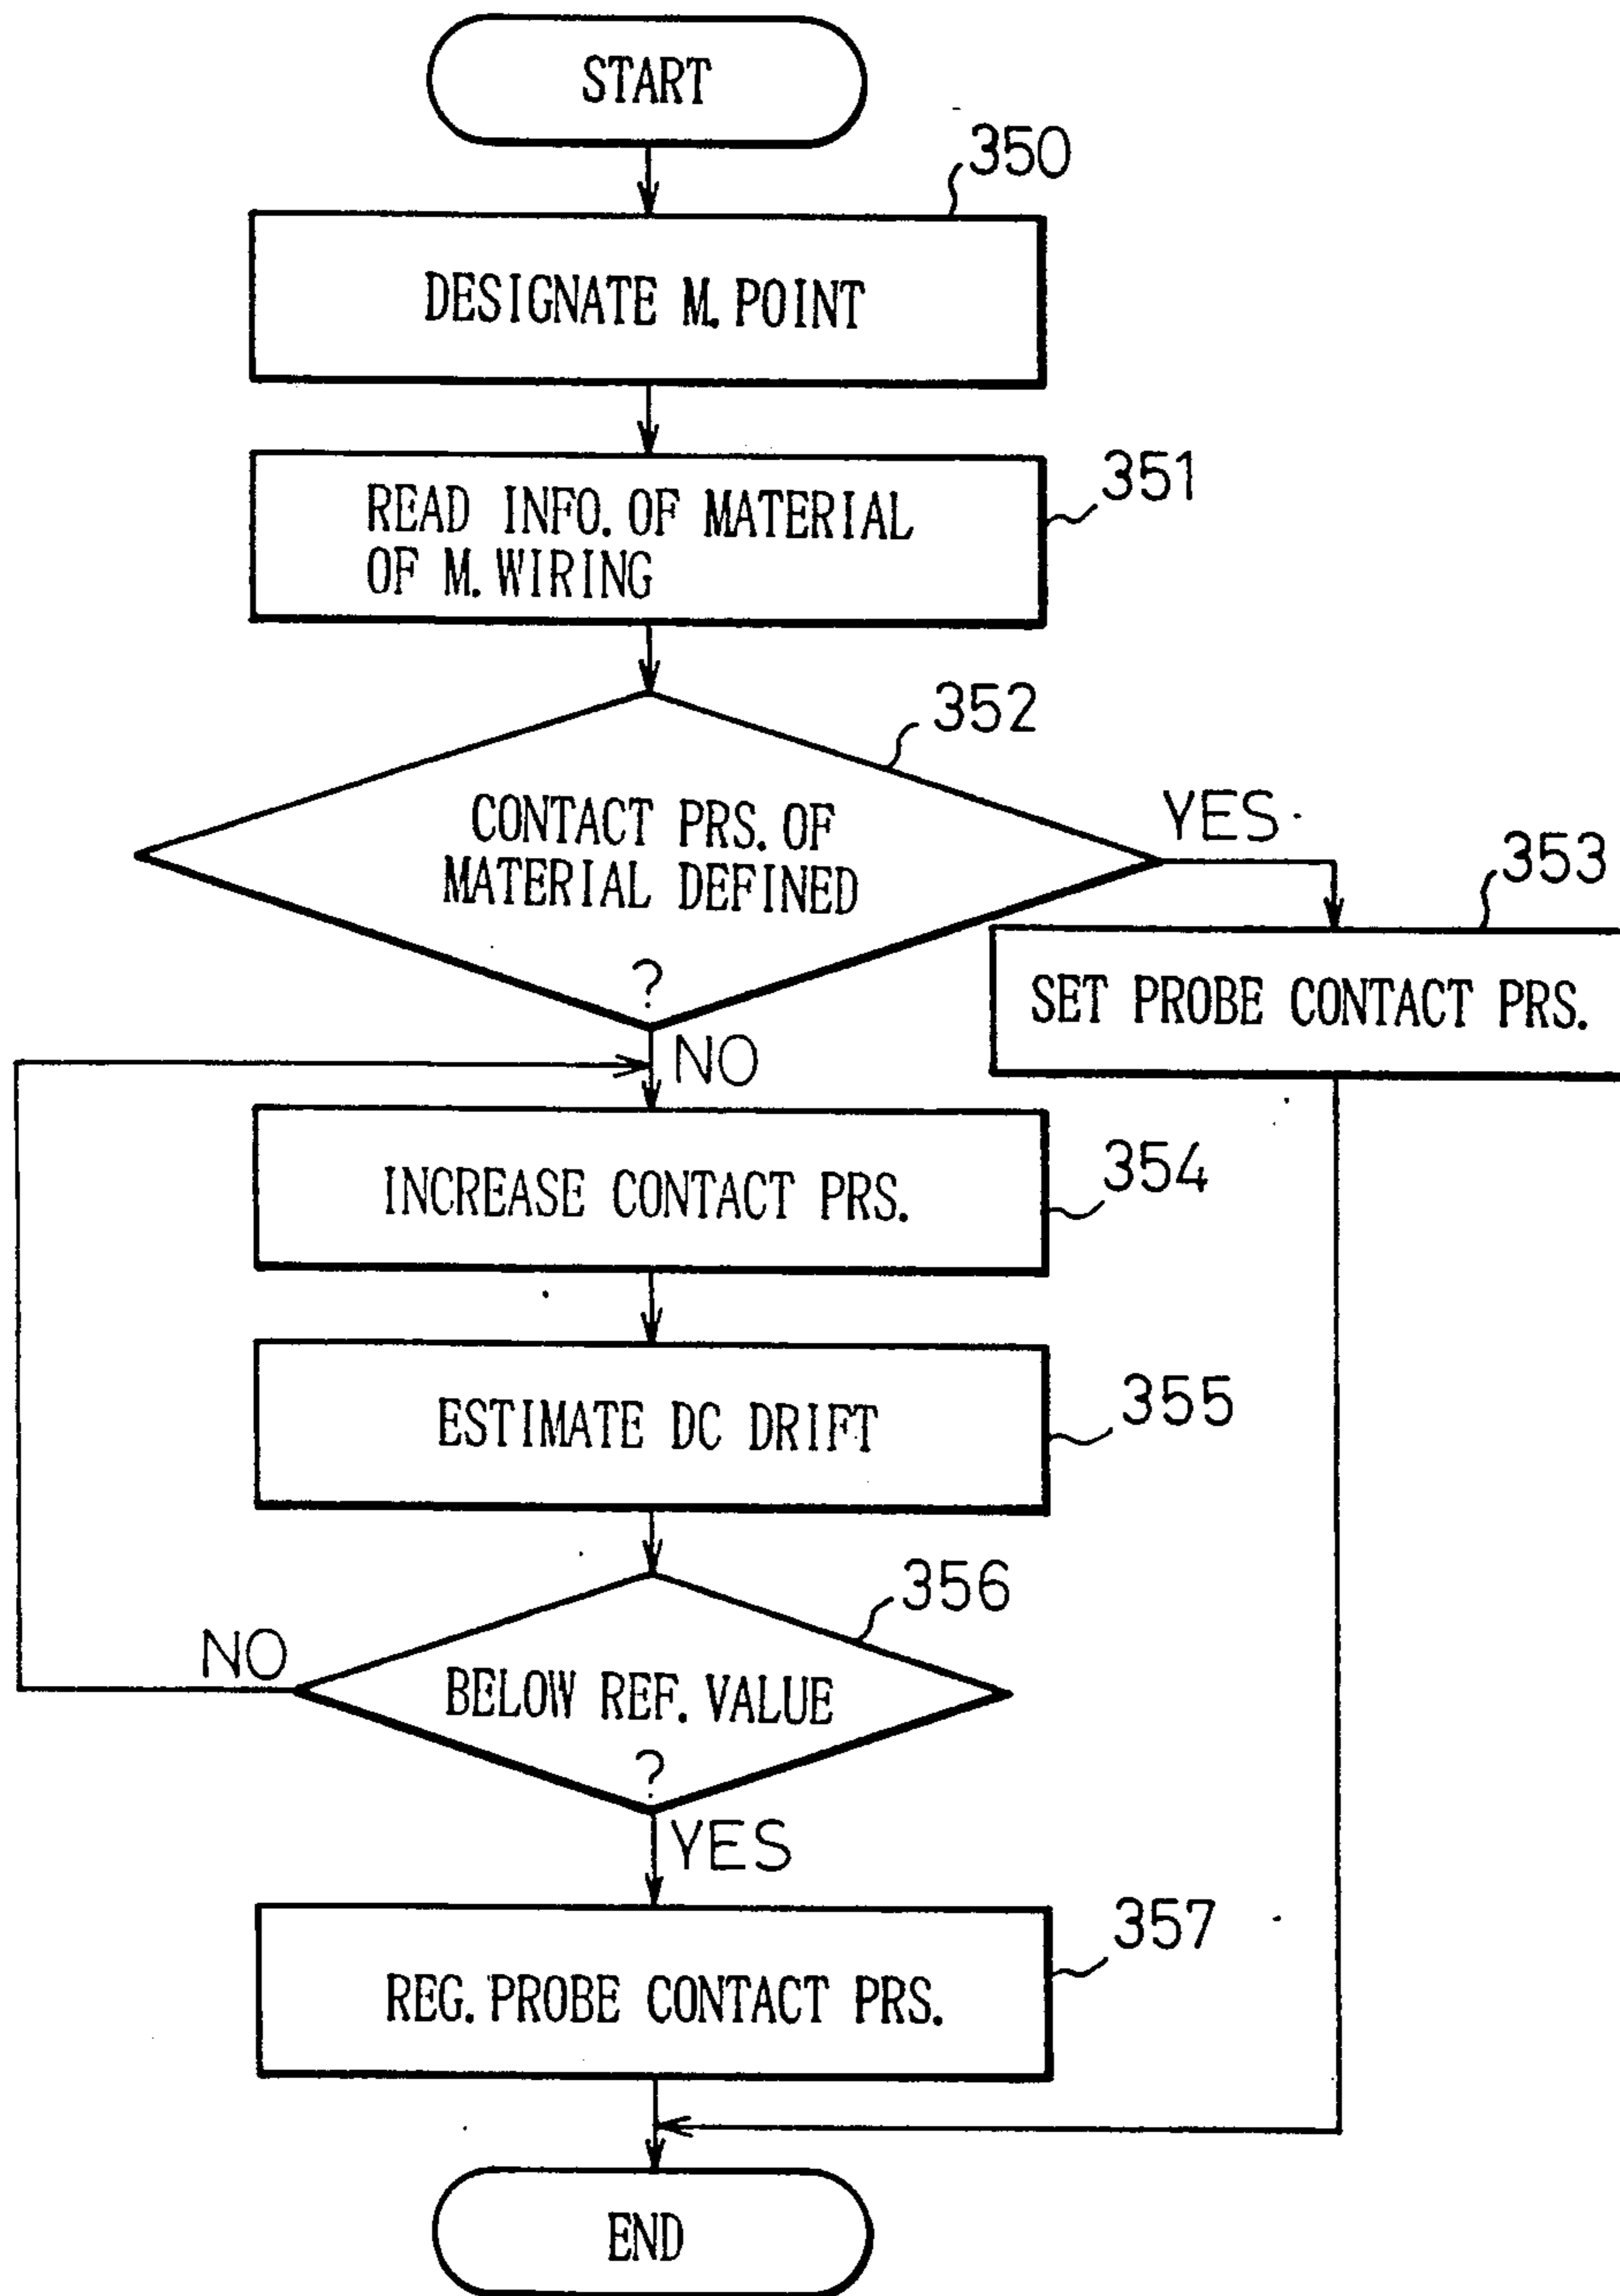 START
350
DESIGNATE M. POINT
351
READ INFO. OF MATERIAL
OF M. WIRING
352
CONTACT PRS. OF
MATERIAL DEFINED
?
YES
353
SET PROBE CONTACT PRS.
NO
354
INCREASE CONTACT PRS.
355
ESTIMATE DC DRIFT
356
NO
BELOW REF. VALUE
?
YES
357
REG. PROBE CONTACT PRS.
END